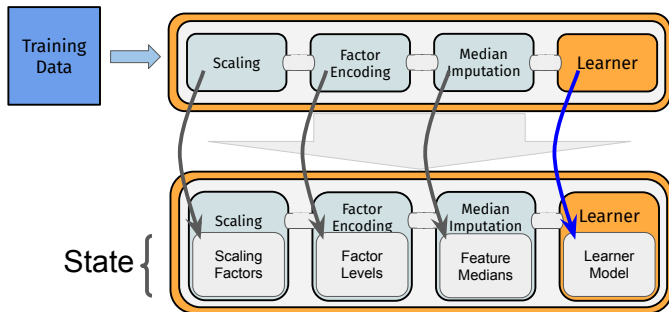 Training
Data
Scaling
Factor
Encoding
Median
Imputation
Learner
Scaling
Factor
Encoding
Median
Imputation
Learner
State
Scaling
Factors
Factor
Levels
Feature
Medians
Learner
Model